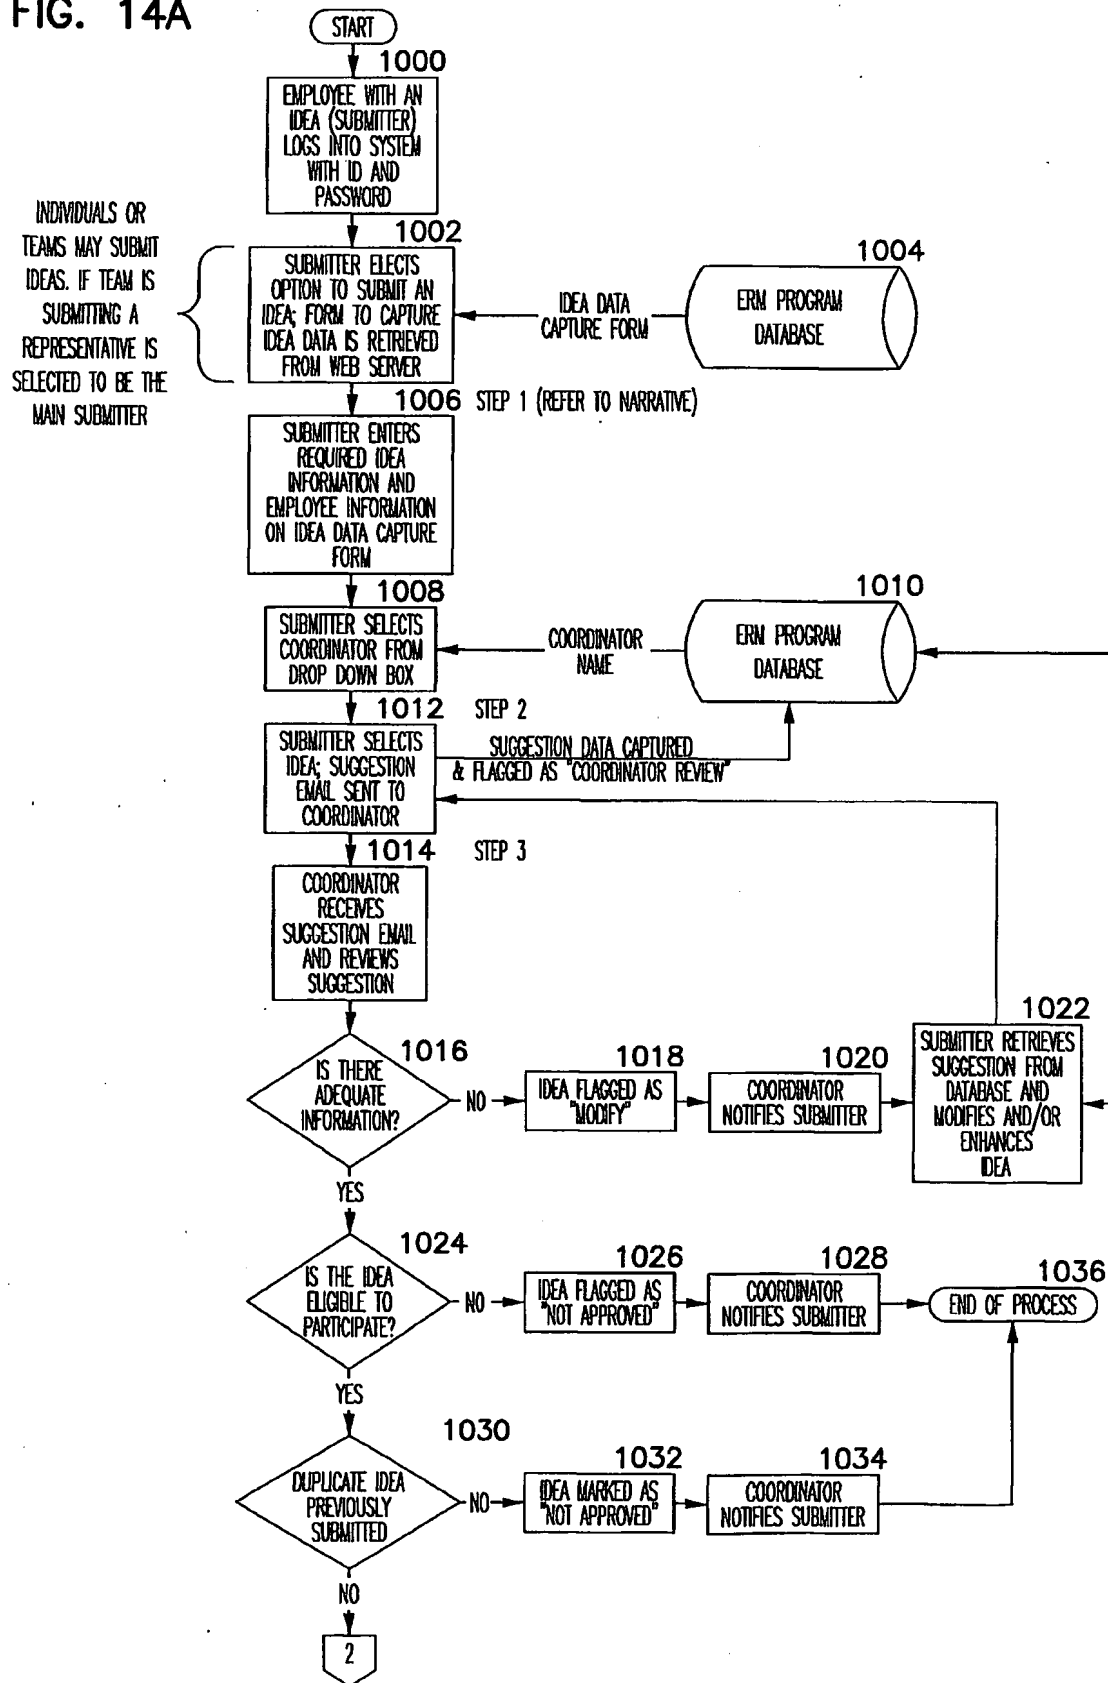 FIG. 14A
START
1000
EMPLOYEE WITH AN
IDEA (SUBMITTER)
LOGS INTO SYSTEM
WITH ID AND
PASSWORD
INDIVIDUALS OR
TEAMS MAY SUBMIT
IDEAS. IF TEAM IS
SUBMITTING A
REPRESENTATIVE IS
SELECTED TO BE THE
MAIN SUBMITTER
1002
SUBMITTER ELECTS
OPTION TO SUBMIT AN
IDEA; FORM TO CAPTURE
IDEA DATA IS RETRIEVED
FROM WEB SERVER
IDEA DATA
CAPTURE FORM
1004
ERM PROGRAM
DATABASE
1006 STEP 1 (REFER TO NARRATIVE)
SUBMITTER ENTERS
REQUIRED IDEA
INFORMATION AND
EMPLOYEE INFORMATION
ON IDEA DATA CAPTURE
FORM
1008
SUBMITTER SELECTS
COORDINATOR FROM
DROP DOWN BOX
COORDINATOR
NAME
1010
ERM PROGRAM
DATABASE
1012 STEP 2
SUBMITTER SELECTS
IDEA; SUGGESTION
EMAIL SENT TO
COORDINATOR
SUGGESTION DATA CAPTURED
& FLAGGED AS "COORDINATOR REVIEW"
1014 STEP 3
COORDINATOR
RECEIVES
SUGGESTION EMAIL
AND REVIEWS
SUGGESTION
1016
IS THERE
ADEQUATE
INFORMATION?
NO
1018
IDEA FLAGGED AS
"MODIFY"
1020
COORDINATOR
NOTIFIES SUBMITTER
1022
SUBMITTER RETRIEVES
SUGGESTION FROM
DATABASE AND
MODIFIES AND/OR
ENHANCES
IDEA
YES
1024
IS THE IDEA
ELIGIBLE TO
PARTICIPATE?
NO
1026
IDEA FLAGGED AS
"NOT APPROVED"
1028
COORDINATOR
NOTIFIES SUBMITTER
1036
END OF PROCESS
YES
1030
DUPLICATE IDEA
PREVIOUSLY
SUBMITTED
NO
1032
IDEA MARKED AS
"NOT APPROVED"
1034
COORDINATOR
NOTIFIES SUBMITTER
NO
2